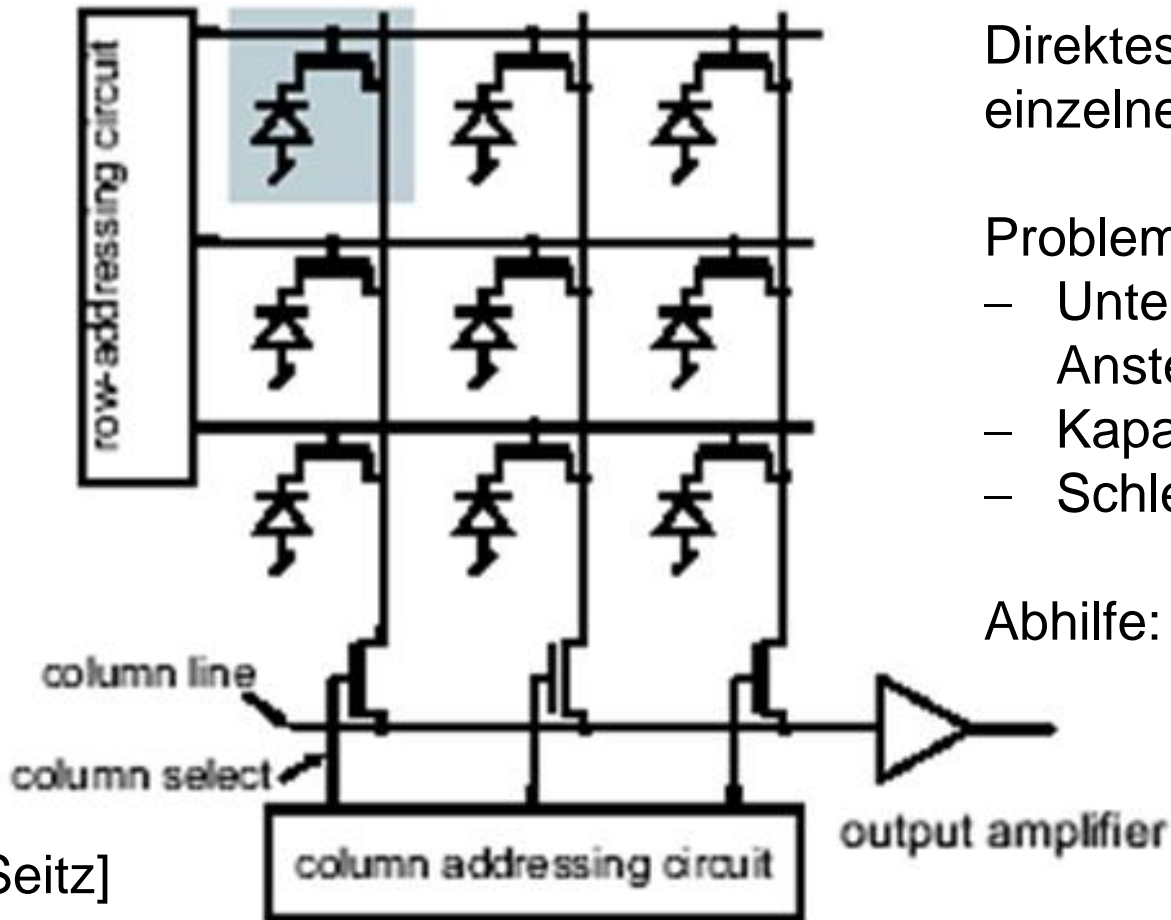 row-addressing circuit
column line
column select
column addressing circuit
output amplifier
Seitz]
Direktes
einzelne
Problem
– Unte
Anste
– Kapa
– Schle
Abhilfe: